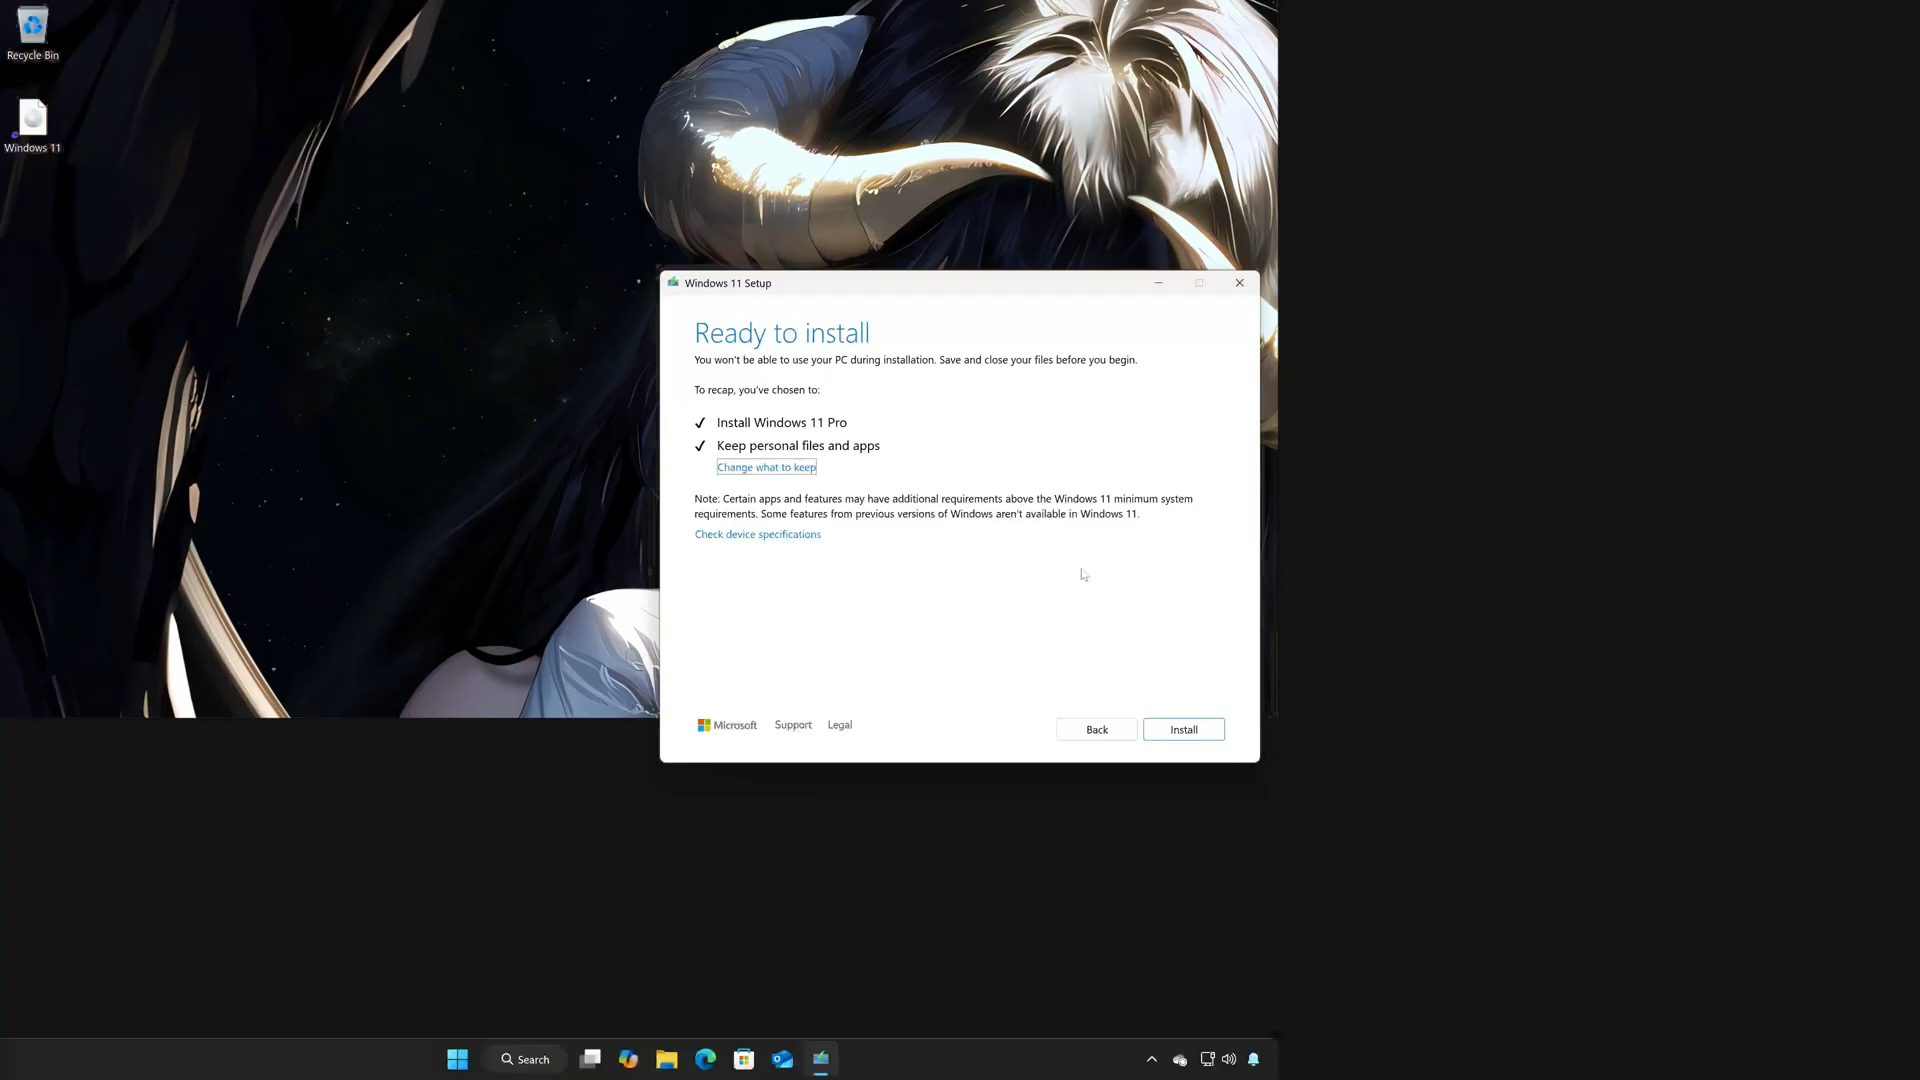 Recycle Bin
Windows 11
Windows 11 Setup
Ready to install
You won't be able to use your PC during installation. Save and close your files before you begin.
To recap, you've chosen to:
Install Windows 11 Pro
Keep personal files and apps
Change what to keep
Note: Certain apps and features may have additional requirements above the Windows 11 minimum system
requirements. Some features from previous versions of Windows aren't available in Windows 11.
Check device specifications
Microsoft Support Legal
Back Install
Search